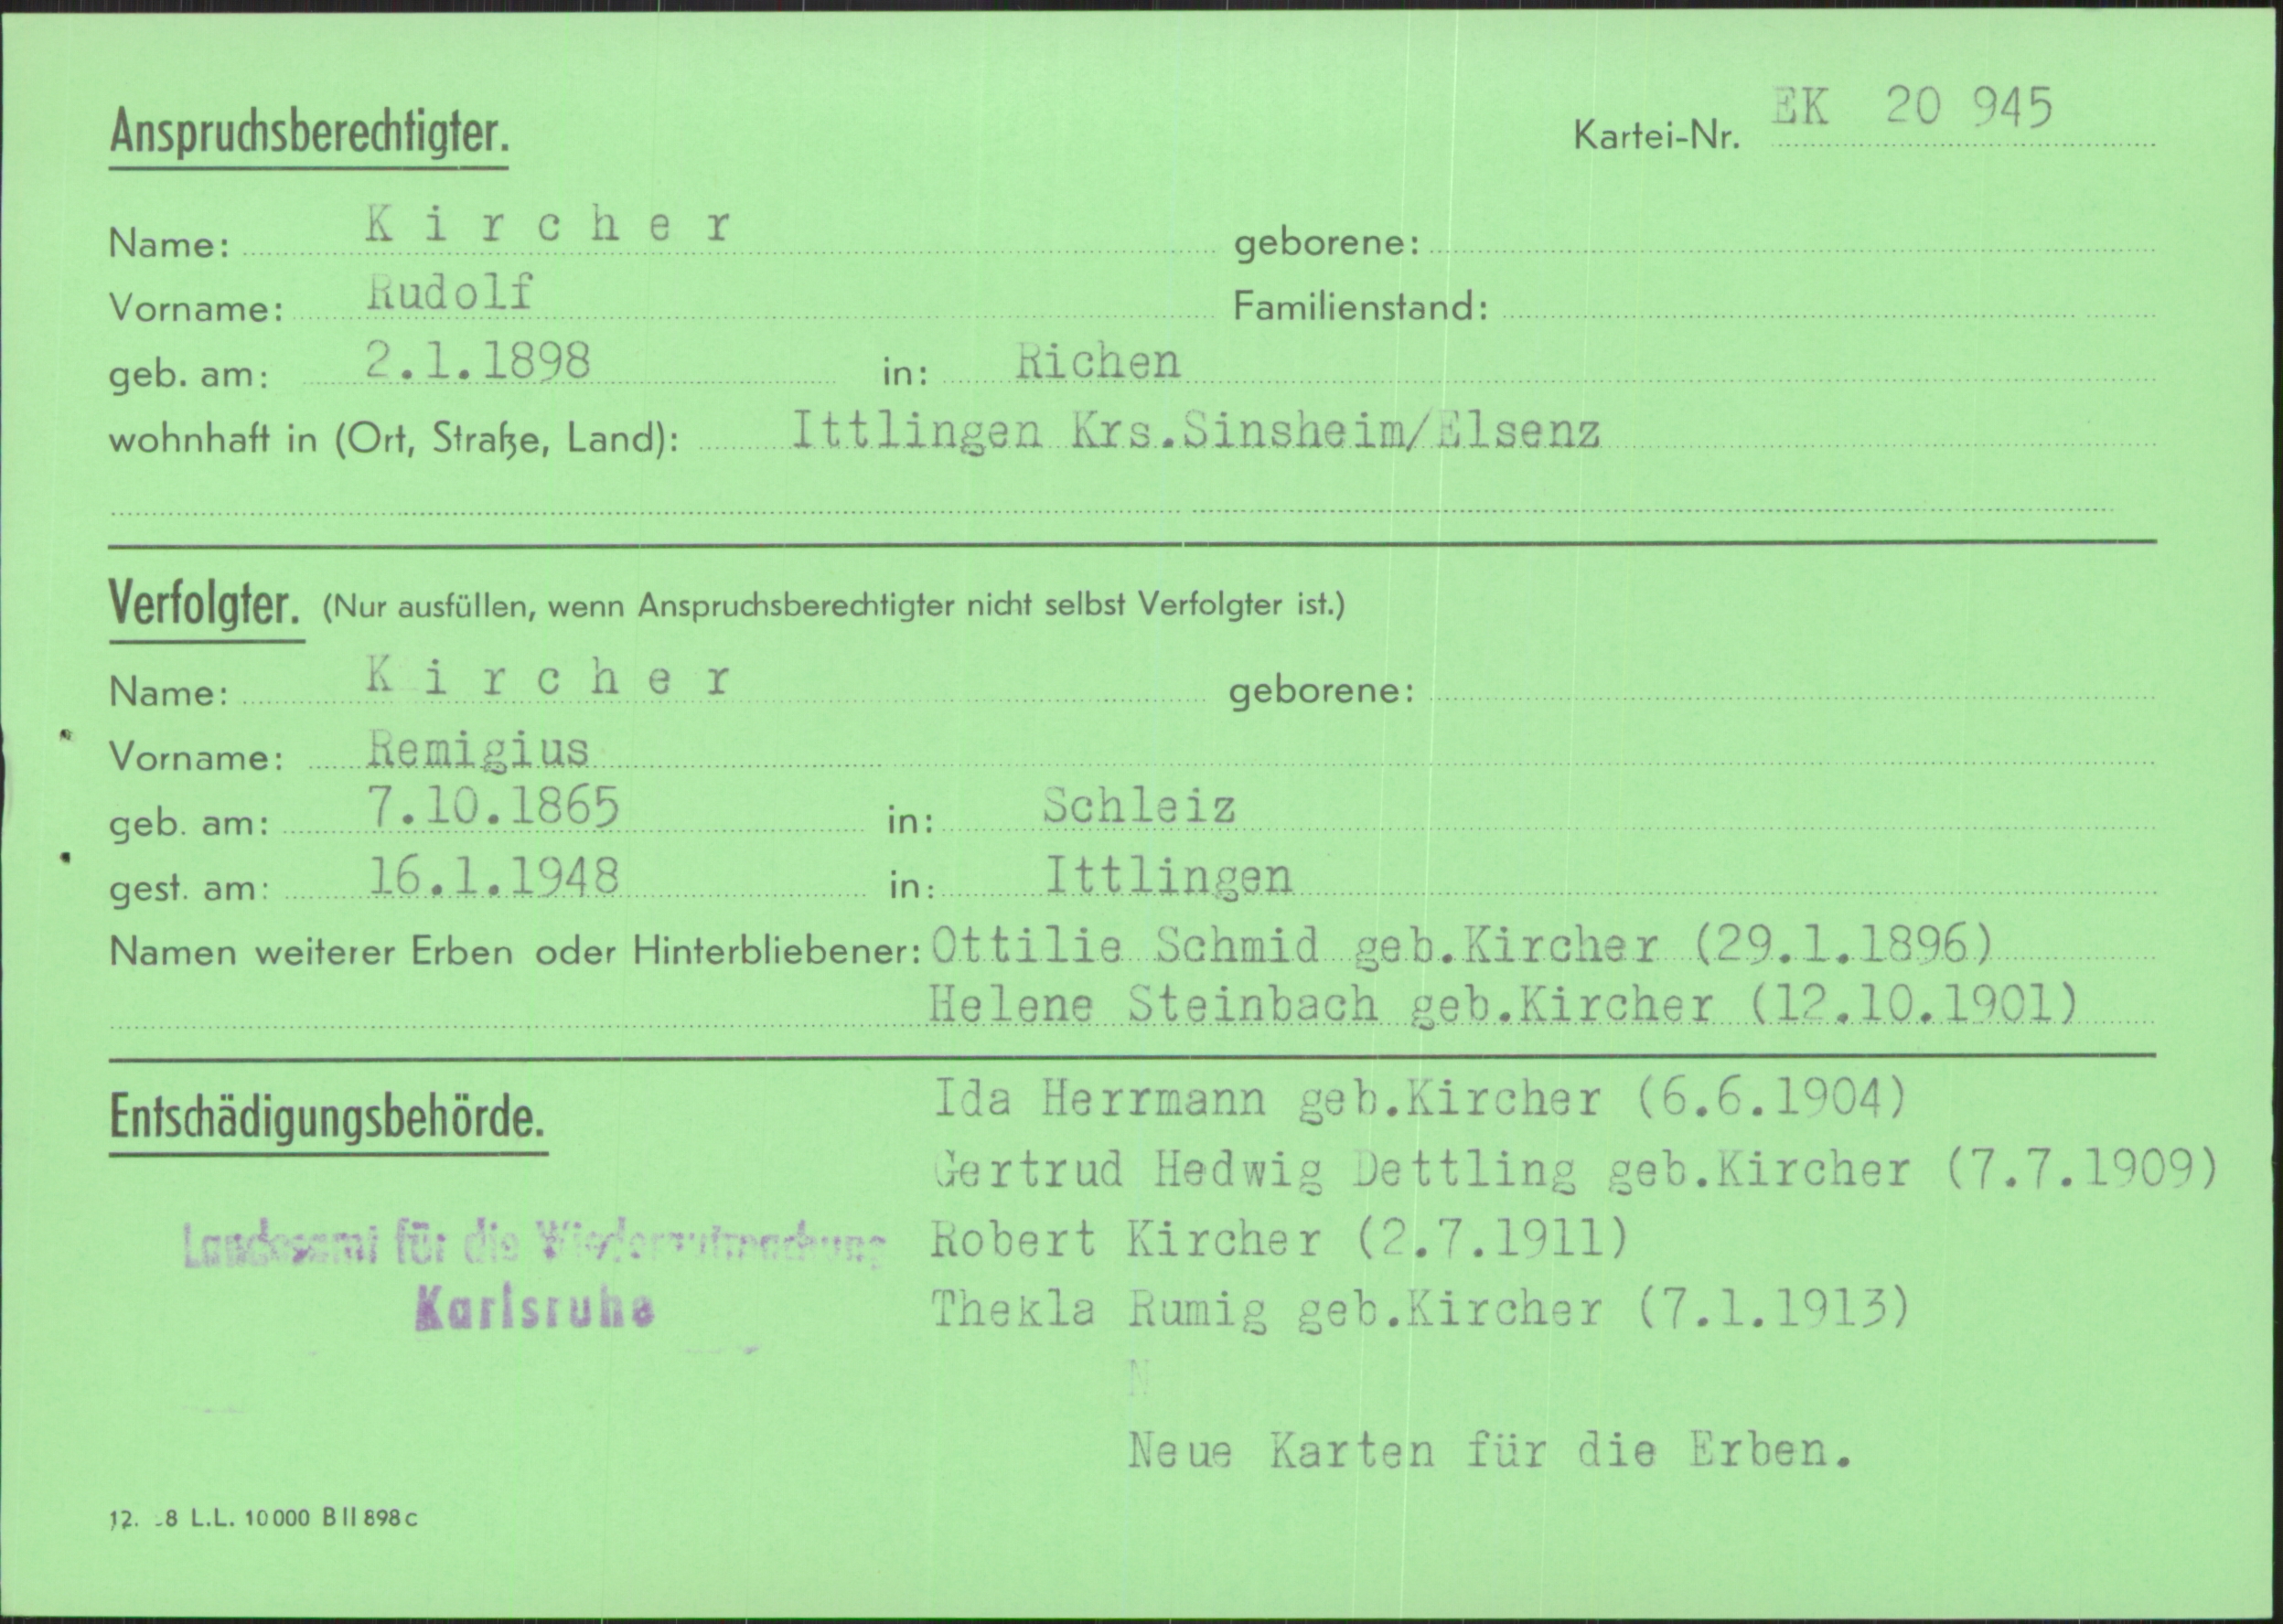 Anspruchsberechtigter.
Kartei-Nr. EK 20 945
Name: Kircher geborene:
Vorname: Rudolf Familienstand:
geb. am: 2.1.1898 in: Richen
wohnhaft in (Ort, Straße, Land): Ittlingen Krs.Sinsheim/Elsenz
Verfolgter. (Nur ausfüllen, wenn Anspruchsberechtigter nicht selbst Verfolgter ist.)
Name: Kircher geborene:
Vorname: Remigius
geb. am: 7.10.1865 in: Schleiz
gest. am: 16.1.1948 in: Ittlingen
Namen weiterer Erben oder Hinterbliebener: Ottilie Schmid geb.Kircher (29.1.1896)
Helene Steinbach geb.Kircher (12.10.1901)
Entschädigungsbehörde.
Ida Herrmann geb.Kircher (6.6.1904)
Gertrud Hedwig Dettling geb.Kircher (7.7.1909)
Landesamt für die Wiedergutmachung
Karlsruhe
Robert Kircher (2.7.1911)
Thekla Rumig geb.Kircher (7.1.1913)
N
Neue Karten für die Erben.
12. 8 L.L. 10000 B II 898c